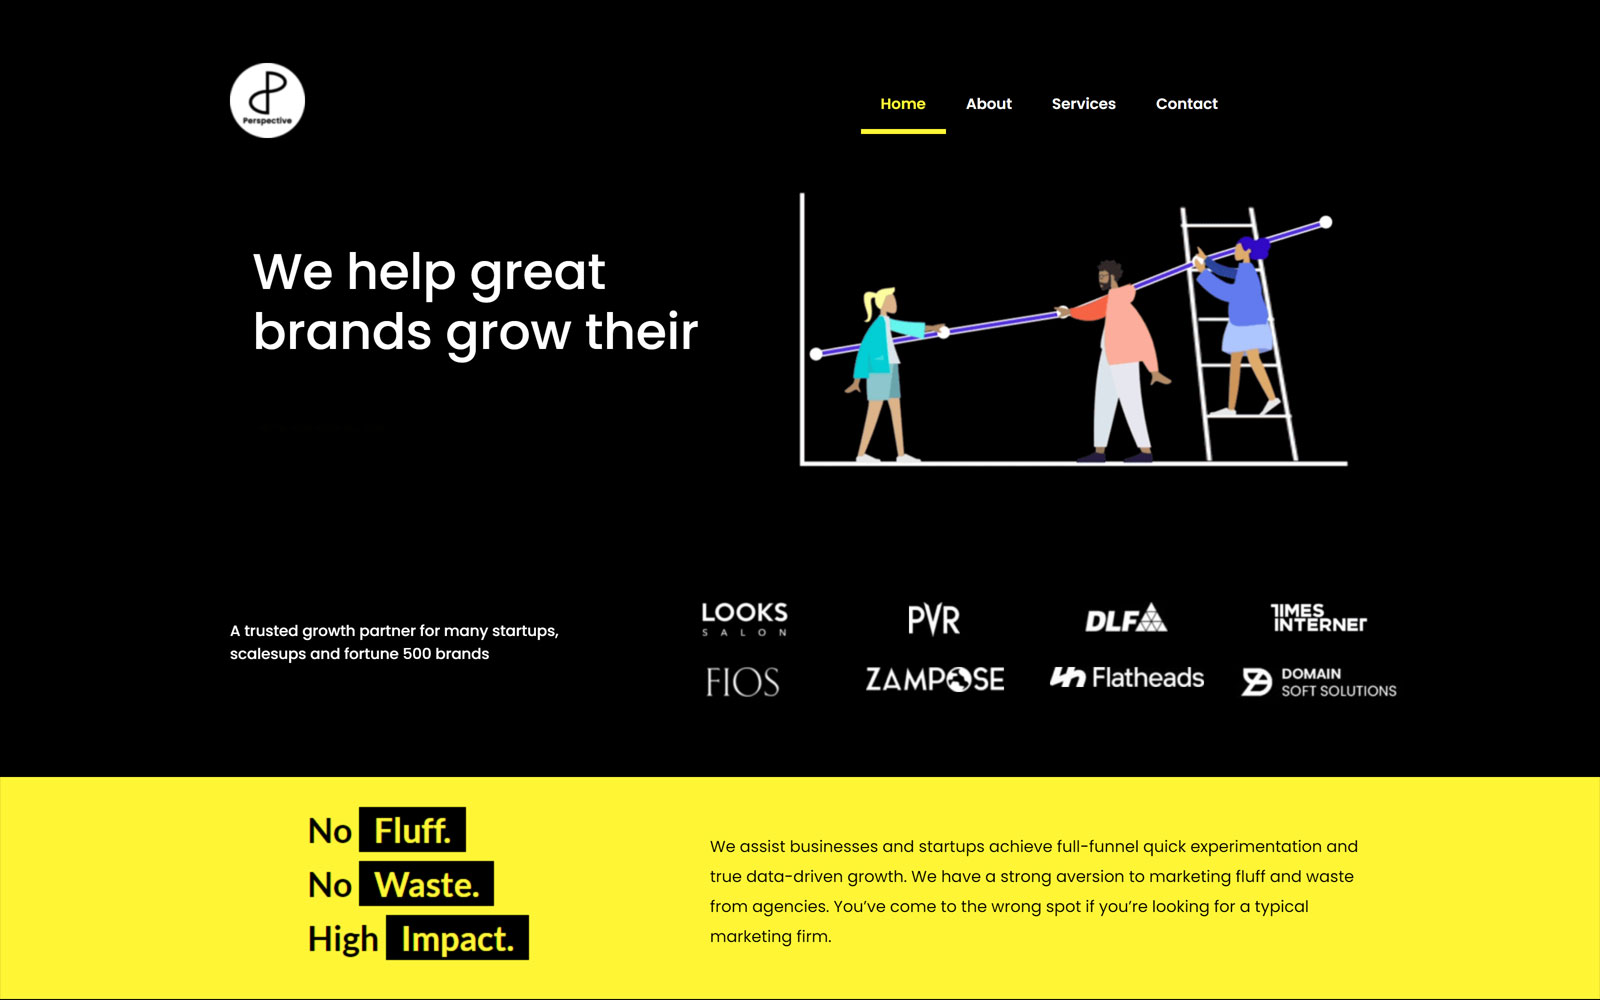 Perspective
Home About Services Contact
We help great
brands grow their
A trusted growth partner for many startups,
scalesups and fortune 500 brands
LOOKS
SALON
PVR
DLF
TIMES
INTERNET
FIOS
ZAMPOSE
Flatheads
DOMAIN
SOFT SOLUTIONS
No Fluff.
No Waste.
High Impact.
We assist businesses and startups achieve full-funnel quick experimentation and
true data-driven growth. We have a strong aversion to marketing fluff and waste
from agencies. You’ve come to the wrong spot if you’re looking for a typical
marketing firm.